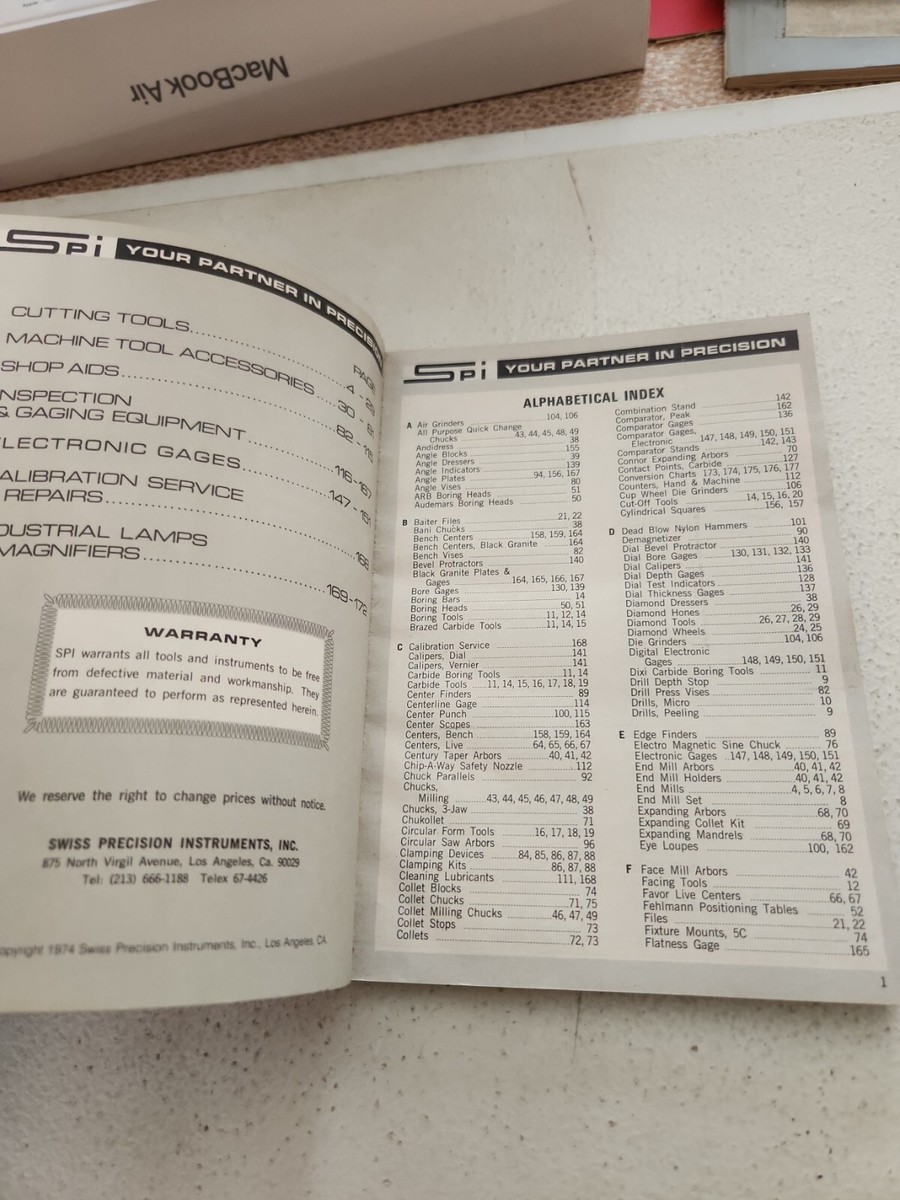 MacBook Air
SPi YOUR PARTNER IN PRECISION
PAGE
CUTTING TOOLS 4 - 29
MACHINE TOOL ACCESSORIES 30 - 81
SHOP AIDS 82 - 115
NSPECTION
& GAGING EQUIPMENT 116-167
LECTRONIC GAGES 147 - 151
ALIBRATION SERVICE
REPAIRS 168
DUSTRIAL LAMPS
MAGNIFIERS 169-172
WARRANTY
SPI warrants all tools and instruments to be free
from defective material and workmanship. They
are guaranteed to perform as represented herein.
We reserve the right to change prices without notice.
SWISS PRECISION INSTRUMENTS, INC.
875 North Virgil Avenue, Los Angeles, Ca. 90029
Tel: (213) 666-1188 Telex 67-4426
opyright 1974 Swiss Precision Instruments, Inc., Los Angeles, CA.
SPi YOUR PARTNER IN PRECISION
ALPHABETICAL INDEX
A Air Grinders 104, 106
All Purpose Quick Change
Chucks 43, 44, 45, 48, 49
Andidress 38
Angle Blocks 155
Angle Dressers 39
Angle Indicators 139
Angle Plates 94, 156, 167
Angle Vises 80
ARB Boring Heads 51
Audemars Boring Heads 50
B Baiter Files 21, 22
Bani Chucks 38
Bench Centers 158, 159, 164
Bench Centers, Black Granite 164
Bench Vises 82
Bevel Protractors 140
Black Granite Plates &
Gages 164, 165, 166, 167
Bore Gages 130, 139
Boring Bars 14
Boring Heads 50, 51
Boring Tools 11, 12, 14
Brazed Carbide Tools 11, 14, 15
C Calibration Service 168
Calipers, Dial 141
Calipers, Vernier 141
Carbide Boring Tools 11, 14
Carbide Tools 11, 14, 15, 16, 17, 18, 19
Center Finders 89
Centerline Gage 114
Center Punch 100, 115
Center Scopes 163
Centers, Bench 158, 159, 164
Centers, Live 64, 65, 66, 67
Century Taper Arbors 40, 41, 42
Chip-A-Way Safety Nozzle 112
Chuck Parallels 92
Chucks,
Milling 43, 44, 45, 46, 47, 48, 49
Chucks, 3-Jaw 38
Chukollet 71
Circular Form Tools 16, 17, 18, 19
Circular Saw Arbors 96
Clamping Devices 84, 85, 86, 87, 88
Clamping Kits 86, 87, 88
Cleaning Lubricants 111, 168
Collet Blocks 74
Collet Chucks 71, 75
Collet Milling Chucks 46, 47, 49
Collet Stops 73
Collets 72, 73
Combination Stand 142
Comparator, Peak 162
Comparator Gages 136
Comparator Gages,
Electronic 147, 148, 149, 150, 151
Comparator Stands 142, 143
Connor Expanding Arbors 70
Contact Points, Carbide 127
Conversion Charts 173, 174, 175, 176, 177
Counters, Hand & Machine 112
Cup Wheel Die Grinders 106
Cut-Off Tools 14, 15, 16, 20
Cylindrical Squares 156, 157
D Dead Blow Nylon Hammers 101
Demagnetizer 90
Dial Bevel Protractor 140
Dial Bore Gages 130, 131, 132, 133
Dial Calipers 141
Dial Depth Gages 136
Dial Test Indicators 128
Dial Thickness Gages 137
Diamond Dressers 38
Diamond Hones 26, 29
Diamond Tools 26, 27, 28, 29
Diamond Wheels 24, 25
Die Grinders 104, 106
Digital Electronic
Gages 148, 149, 150, 151
Dixi Carbide Boring Tools 11
Drill Depth Stop 9
Drill Press Vises 82
Drills, Micro 10
Drills, Peeling 9
E Edge Finders 89
Electro Magnetic Sine Chuck 76
Electronic Gages 147, 148, 149, 150, 151
End Mill Arbors 40, 41, 42
End Mill Holders 40, 41, 42
End Mills 4, 5, 6, 7, 8
End Mill Set 8
Expanding Arbors 68, 70
Expanding Collet Kit 69
Expanding Mandrels 68, 70
Eye Loupes 100, 162
F Face Mill Arbors 42
Facing Tools 12
Favor Live Centers 66, 67
Fehlmann Positioning Tables 52
Files 21, 22
Fixture Mounts, 5C 74
Flatness Gage 165
1